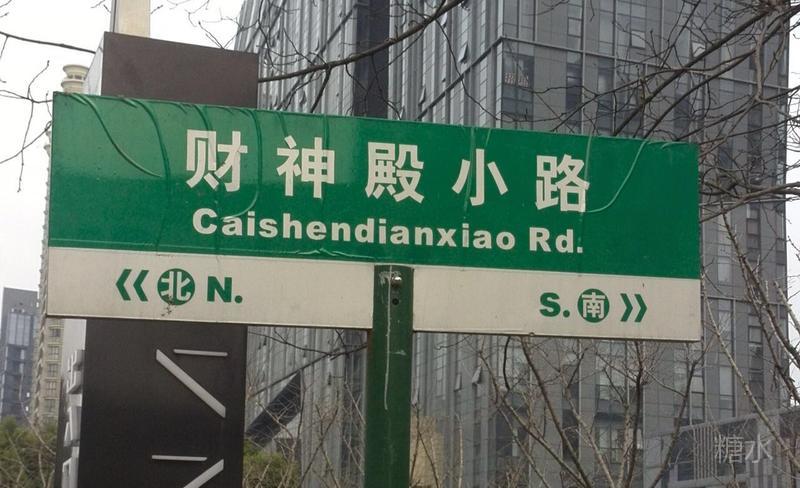 财神殿小路
Caishendianxiao Rd.
《 北 N.
S. 南 》
糖水